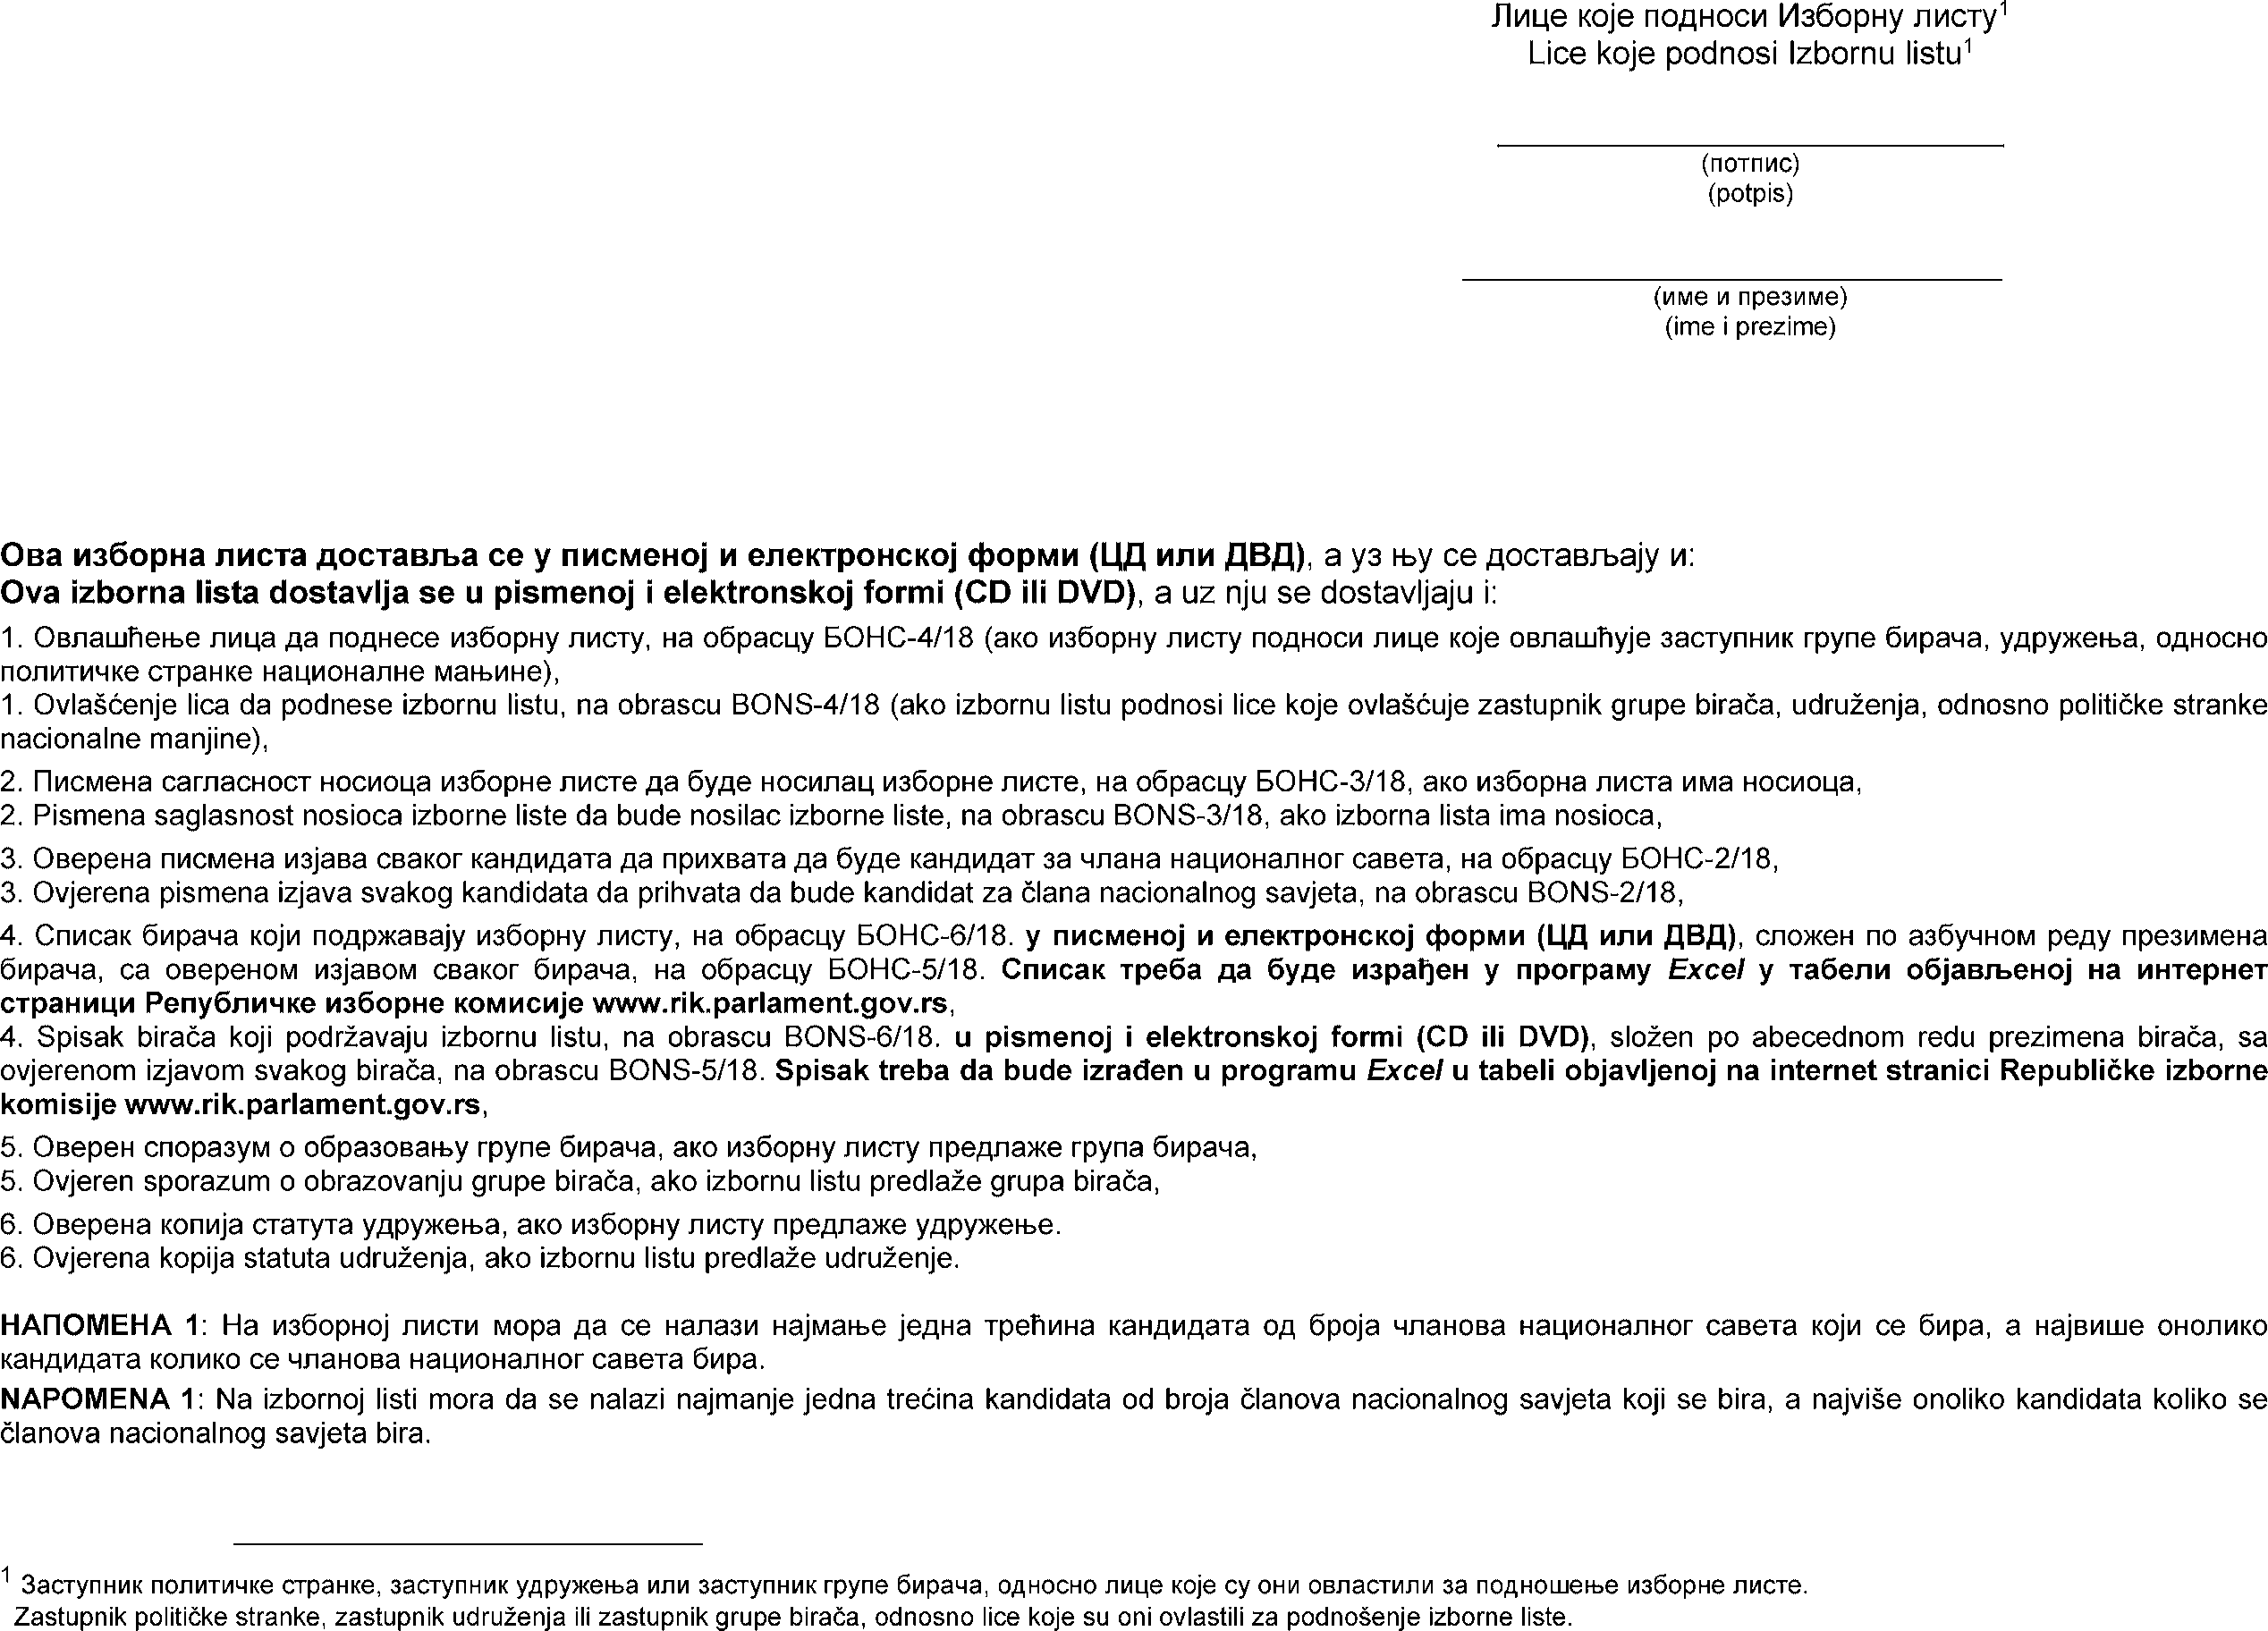 Лице које подноси Изборну листу¹
Lice koje podnosi Izbornu listu¹
(потпис)
(potpis)
(име и презиме)
(ime i prezime)
Ова изборна листа доставља се у писменој и електронској форми (ЦД или ДВД), а уз њу се достављају и:
Ova izborna lista dostavlja se u pismenoj i elektronskoj formi (CD ili DVD), a uz nju se dostavljaju i:
1. Овлашћење лица да поднесе изборну листу, на обрасцу БОНС-4/18 (ако изборну листу подноси лице које овлашћује заступник групе бирача, удружења, односно
политичке странке националне мањине),
1. Ovlašćenje lica da podnese izbornu listu, na obrascu BONS-4/18 (ako izbornu listu podnosi lice koje ovlašćuje zastupnik grupe birača, udruženja, odnosno političke stranke
nacionalne manjine),
2. Писмена сагласност носиоца изборне листе да буде носилац изборне листе, на обрасцу БОНС-3/18, ако изборна листа има носиоца,
2. Pismena saglasnost nosioca izborne liste da bude nosilac izborne liste, na obrascu BONS-3/18, ako izborna lista ima nosioca,
3. Оверена писмена изјава сваког кандидата да прихвата да буде кандидат за члана националног савета, на обрасцу БОНС-2/18,
3. Ovjerena pismena izjava svakog kandidata da prihvata da bude kandidat za člana nacionalnog savjeta, na obrascu BONS-2/18,
4. Списак бирача који подржавају изборну листу, на обрасцу БОНС-6/18. у писменој и електронској форми (ЦД или ДВД), сложен по азбучном реду презимена
бирача, са овереном изјавом сваког бирача, на обрасцу БОНС-5/18. Списак треба да буде израђен у програму Excel у табели објављеној на интернет
страници Републичке изборне комисије www.rik.parlament.gov.rs,
4. Spisak birača koji podržavaju izbornu listu, na obrascu BONS-6/18. u pismenoj i elektronskoj formi (CD ili DVD), složen po abecednom redu prezimena birača, sa
ovjerenom izjavom svakog birača, na obrascu BONS-5/18. Spisak treba da bude izrađen u programu Excel u tabeli objavljenoj na internet stranici Republičke izborne
komisije www.rik.parlament.gov.rs,
5. Оверен споразум о образовању групе бирача, ако изборну листу предлаже група бирача,
5. Ovjeren sporazum o obrazovanju grupe birača, ako izbornu listu predlaže grupa birača,
6. Оверена копија статута удружења, ако изборну листу предлаже удружење.
6. Ovjerena kopija statuta udruženja, ako izbornu listu predlaže udruženje.
НАПОМЕНА 1: На изборној листи мора да се налази најмање једна трећина кандидата од броја чланова националног савета који се бира, а највише онолико
кандидата колико се чланова националног савета бира.
NAPOMENA 1: Na izbornoj listi mora da se nalazi najmanje jedna trećina kandidata od broja članova nacionalnog savjeta koji se bira, a najviše onoliko kandidata koliko se
članova nacionalnog savjeta bira.
¹ Заступник политичке странке, заступник удружења или заступник групе бирача, односно лице које су они овластили за подношење изборне листе.
Zastupnik političke stranke, zastupnik udruženja ili zastupnik grupe birača, odnosno lice koje su oni ovlastili za podnošenje izborne liste.